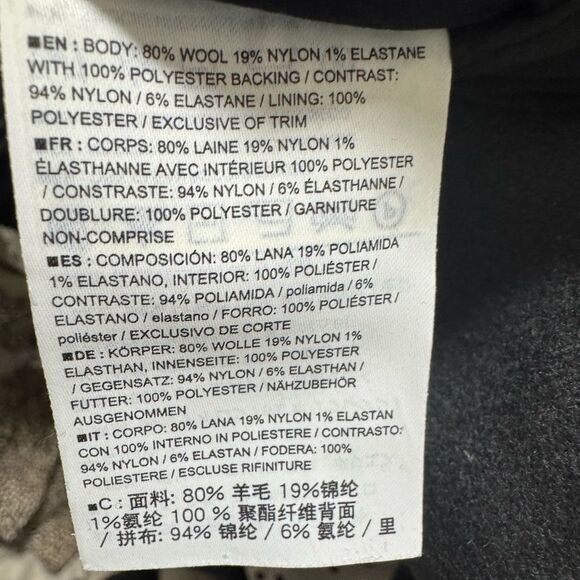 ■EN : BODY: 80% WOOL 19% NYLON 1% ELASTANE
WITH 100% POLYESTER BACKING / CONTRAST:
94% NYLON / 6% ELASTANE / LINING: 100%
POLYESTER / EXCLUSIVE OF TRIM
■FR : CORPS: 80% LAINE 19% NYLON 1%
ÉLASTHANNE AVEC INTÉRIEUR 100% POLYESTER
/ CONSTRASTE: 94% NYLON / 6% ÉLASTHANNE /
DOUBLURE: 100% POLYESTER / GARNITURE
NON-COMPRISE
■ES : COMPOSICIÓN: 80% LANA 19% POLIAMIDA
1% ELASTANO, INTERIOR: 100% POLIÉSTER /
CONTRASTE: 94% POLIAMIDA / poliamida / 6%
ELASTANO / elastano / FORRO: 100% POLIÉSTER /
poliéster / EXCLUSIVO DE CORTE
■DE : KÖRPER: 80% WOLLE 19% NYLON 1%
ELASTHAN, INNENSEITE: 100% POLYESTER
/ GEGENSATZ: 94% NYLON / 6% ELASTHAN /
FUTTER: 100% POLYESTER / NÄHZUBEHÖR
AUSGENOMMEN
■IT : CORPO: 80% LANA 19% NYLON 1% ELASTAN
CON 100% INTERNO IN POLIESTERE / CONTRASTO:
94% NYLON / 6% ELASTAN / FODERA: 100%
POLIESTERE / ESCLUSE RIFINITURE
■C : 面料: 80% 羊毛 19%锦纶
1%氨纶 100 % 聚酯纤维背面
/ 拼布: 94% 锦纶 / 6% 氨纶 / 里